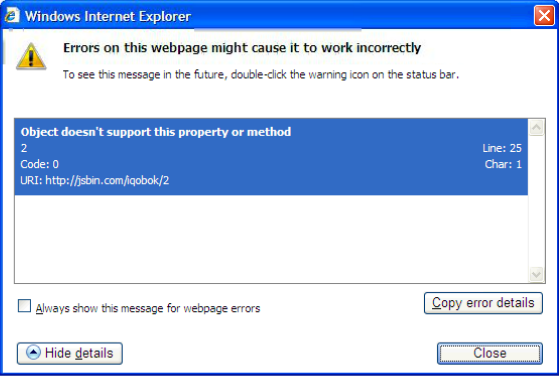 Windows Internet Explorer
Errors on this webpage might cause it to work incorrectly
To see this message in the future, double-click the warning icon on the status bar.
Object doesn't support this property or method
2 Line: 25
Code: 0 Char: 1
URI: http://jsbin.com/iqobok/2
Always show this message for webpage errors
Copy error details
Hide details
Close